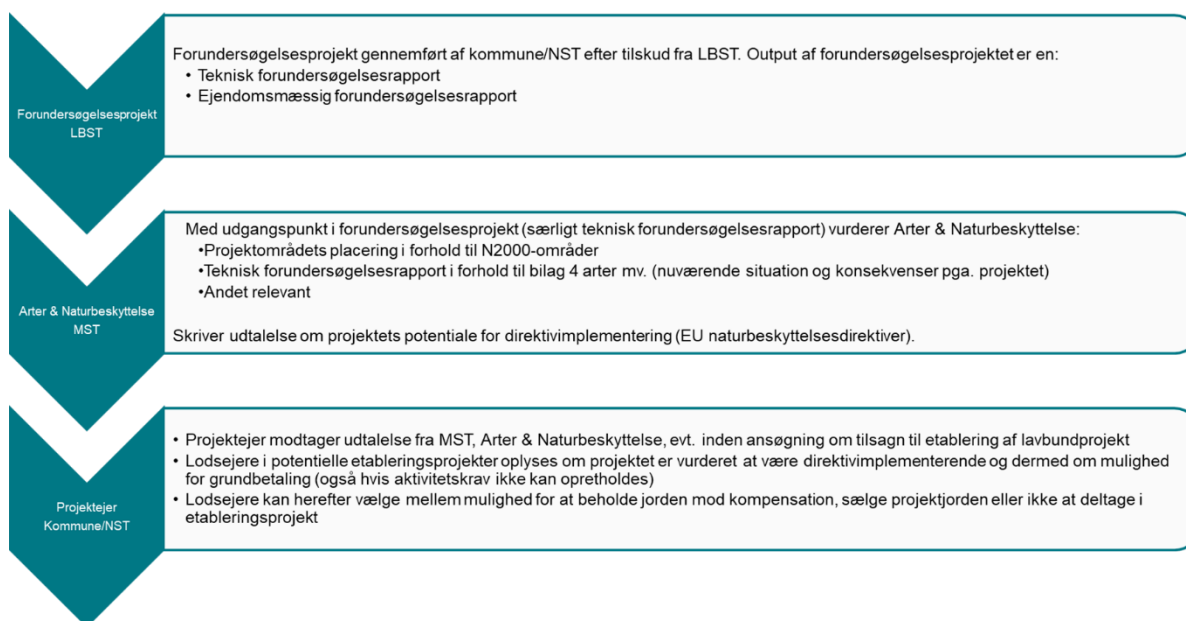 Forundersøgelsesprojekt
LBST
Forundersøgelsesprojekt gennemført af kommune/NST efter tilskud fra LBST. Output af forundersøgelsesprojektet er en:
• Teknisk forundersøgelsesrapport
• Ejendomsmæssig forundersøgelsesrapport
Arter & Naturbeskyttelse
MST
Med udgangspunkt i forundersøgelsesprojekt (særligt teknisk forundersøgelsesrapport) vurderer Arter & Naturbeskyttelse:
•Projektområdets placering i forhold til N2000-områder
•Teknisk forundersøgelsesrapport i forhold til bilag 4 arter mv. (nuværende situation og konsekvenser pga. projektet)
•Andet relevant
Skriver udtalelse om projektets potentiale for direktivimplementering (EU naturbeskyttelsesdirektiver).
Projektejer
Kommune/NST
• Projektejer modtager udtalelse fra MST, Arter & Naturbeskyttelse, evt. inden ansøgning om tilsagn til etablering af lavbundprojekt
• Lodsejere i potentielle etableringsprojekter oplyses om projektet er vurderet at være direktivimplementerende og dermed om mulighed
for grundbetaling (også hvis aktivitetskrav ikke kan opretholdes)
• Lodsejere kan herefter vælge mellem mulighed for at beholde jorden mod kompensation, sælge projektjorden eller ikke at deltage i
etableringsprojekt